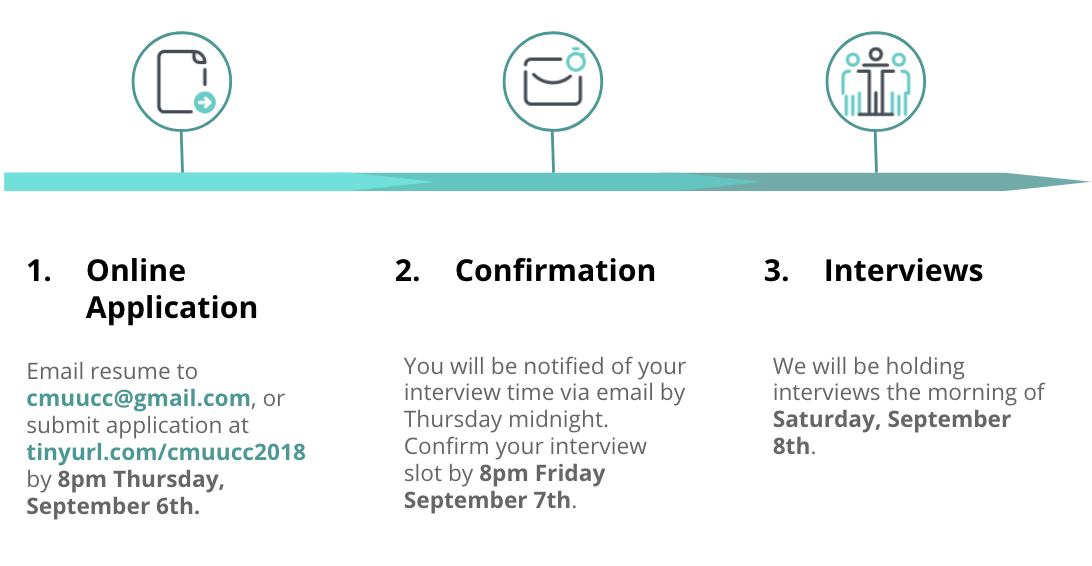 1. Online
Application
Email resume to
cmuucc@gmail.com, or
submit application at
tinyurl.com/cmuucc2018
by 8pm Thursday,
September 6th.
2. Confirmation
You will be notified of your
interview time via email by
Thursday midnight.
Confirm your interview
slot by 8pm Friday
September 7th.
3. Interviews
We will be holding
interviews the morning of
Saturday, September
8th.